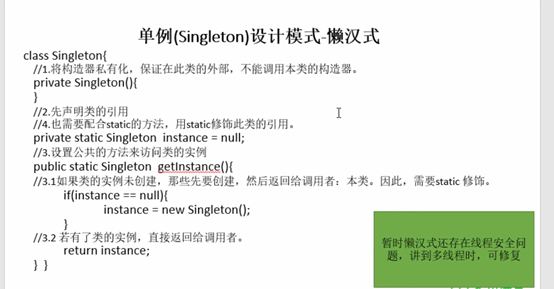 单例(Singleton)设计模式-懒汉式
class Singleton{
//1.将构造器私有化，保证在此类的外部，不能调用本类的构造器。
private Singleton(){
}
//2.先声明类的引用
//4.也需要配合static的方法，用static修饰此类的引用。
private static Singleton instance = null;
//3.设置公共的方法来访问类的实例
public static Singleton getInstance(){
//3.1如果类的实例未创建，那些先要创建，然后返回给调用者：本类。因此，需要static 修饰。
if(instance == null){
instance = new Singleton();
}
//3.2 若有了类的实例，直接返回给调用者。
return instance;
} }
暂时懒汉式还存在线程安全问
题，讲到多线程时，可修复